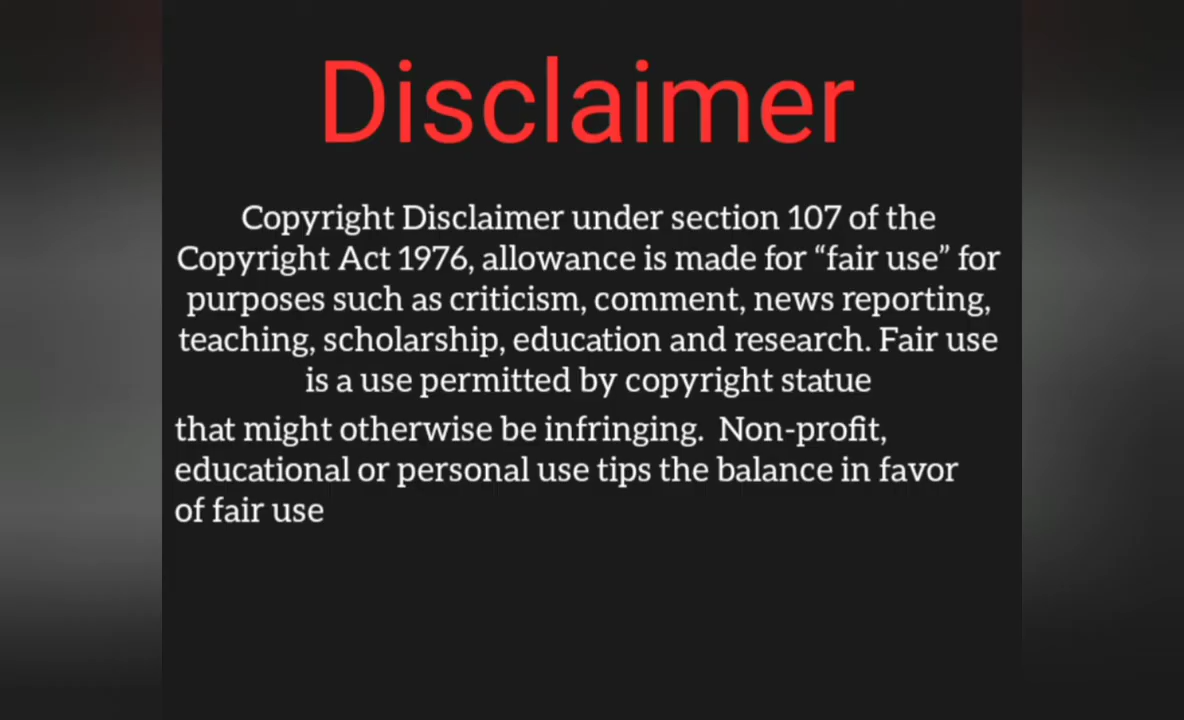 Disclaimer
Copyright Disclaimer under section 107 of the
Copyright Act 1976, allowance is made for “fair use” for
purposes such as criticism, comment, news reporting,
teaching, scholarship, education and research. Fair use
is a use permitted by copyright statue
that might otherwise be infringing.  Non-profit,
educational or personal use tips the balance in favor
of fair use